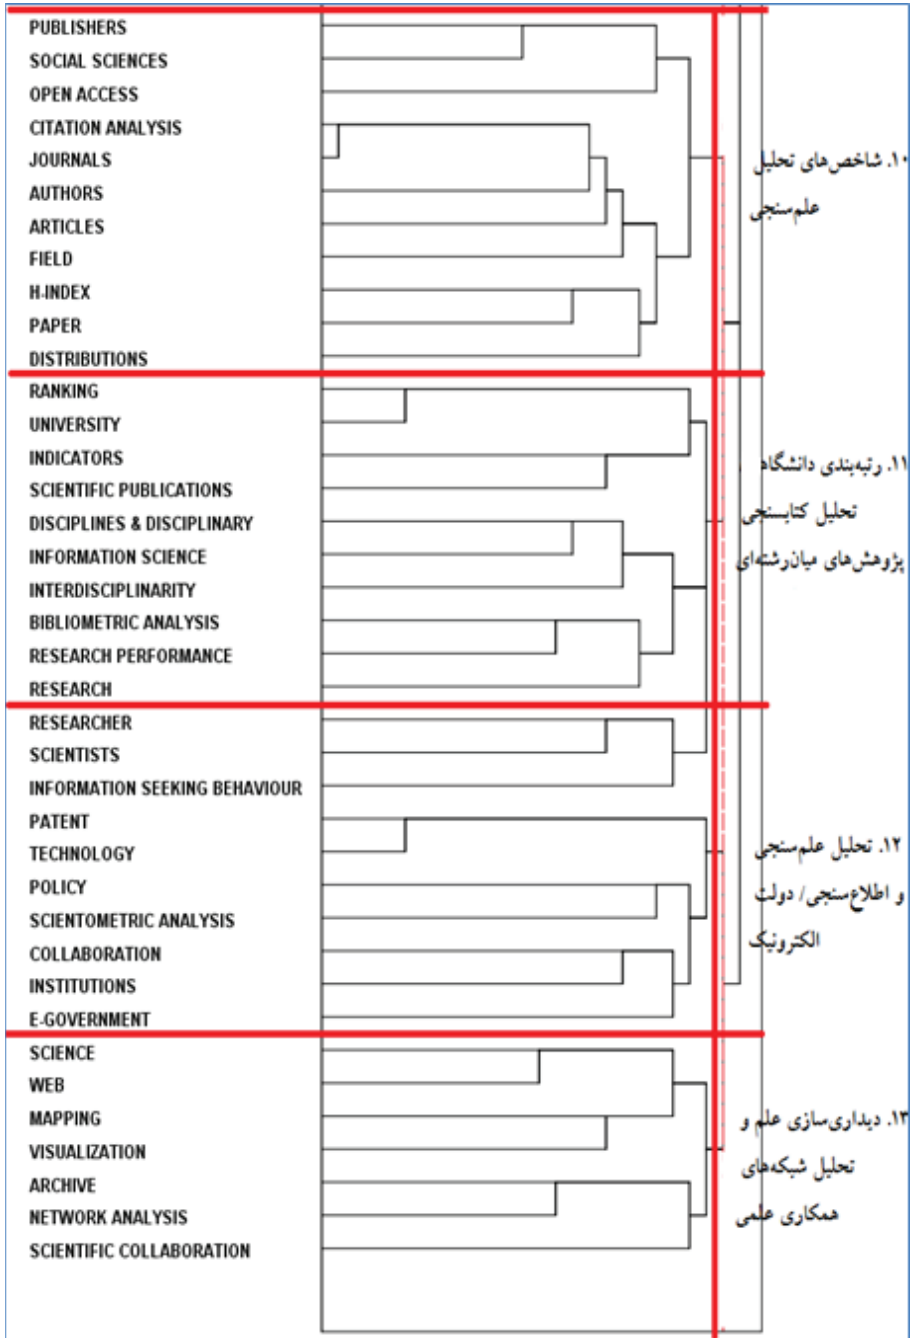 PUBLISHERS
SOCIAL SCIENCES
OPEN ACCESS
CITATION ANALYSIS
JOURNALS
AUTHORS
ARTICLES
FIELD
H-INDEX
PAPER
DISTRIBUTIONS
۱۰. شاخص‌های تحلیل
علم‌سنجی
RANKING
UNIVERSITY
INDICATORS
SCIENTIFIC PUBLICATIONS
DISCIPLINES & DISCIPLINARY
INFORMATION SCIENCE
INTERDISCIPLINARITY
BIBLIOMETRIC ANALYSIS
RESEARCH PERFORMANCE
RESEARCH
۱۱. رتبه‌بندی دانشگاه
تحلیل کتابسنجی
پژوهش‌های میان‌رشته‌ای
RESEARCHER
SCIENTISTS
INFORMATION SEEKING BEHAVIOUR
PATENT
TECHNOLOGY
POLICY
SCIENTOMETRIC ANALYSIS
COLLABORATION
INSTITUTIONS
E-GOVERNMENT
۱۲. تحلیل علم‌سنجی
و اطلاع‌سنجی/ دولت
الکترونیک
SCIENCE
WEB
MAPPING
VISUALIZATION
ARCHIVE
NETWORK ANALYSIS
SCIENTIFIC COLLABORATION
۱۳. دیداری‌سازی علم و
تحلیل شبکه‌های
همکاری علمی